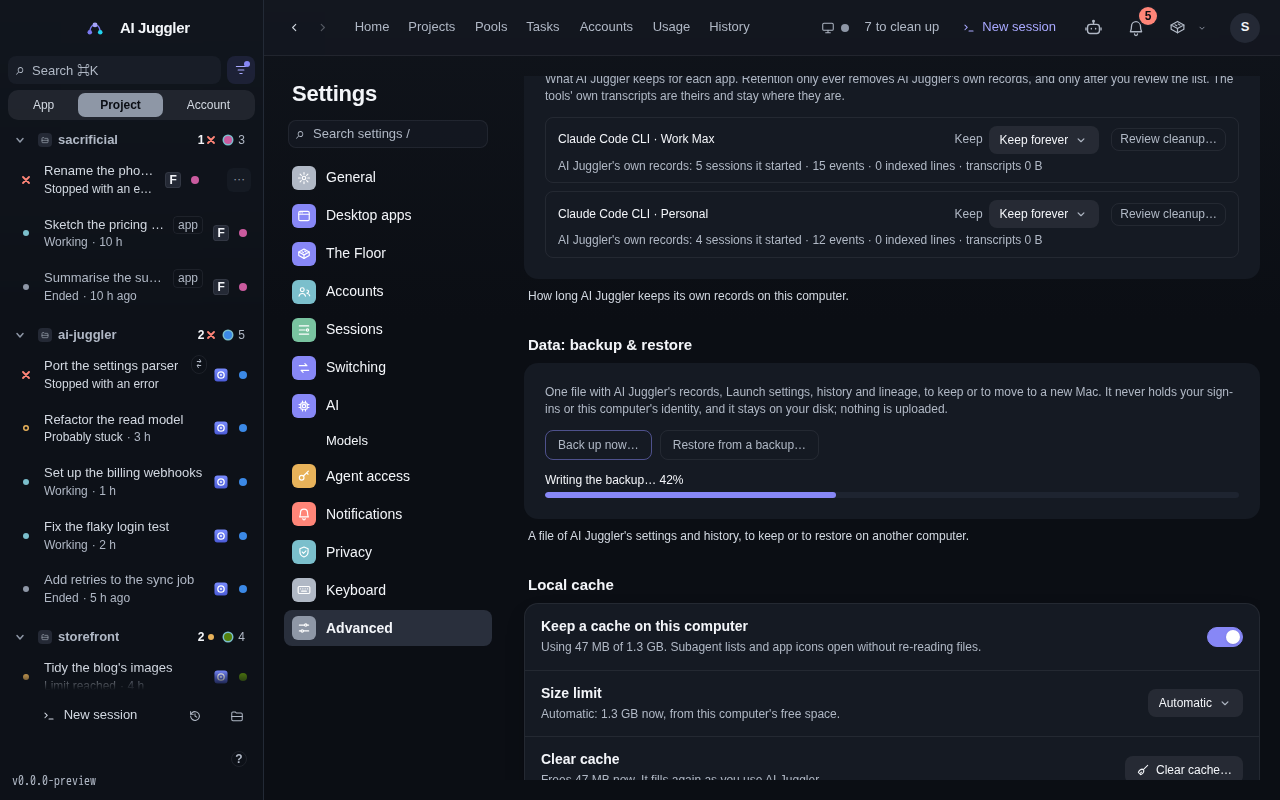 AI Juggler
Search ⌘K
App Project Account
sacrificial 1 3
Rename the pho…
Stopped with an e… F
Sketch the pricing … app
Working · 10 h F
Summarise the su… app
Ended · 10 h ago F
ai-juggler 2 5
Port the settings parser
Stopped with an error
Refactor the read model
Probably stuck · 3 h
Set up the billing webhooks
Working · 1 h
Fix the flaky login test
Working · 2 h
Add retries to the sync job
Ended · 5 h ago
storefront 2 4
Tidy the blog's images
Limit reached · 4 h
New session
?
v0.0.0-preview
Home Projects Pools Tasks Accounts Usage History
7 to clean up
New session
5
S
Settings
Search settings /
General
Desktop apps
The Floor
Accounts
Sessions
Switching
AI
Models
Agent access
Notifications
Privacy
Keyboard
Advanced
What AI Juggler keeps for each app. Retention only ever removes AI Juggler's own records, and only after you review the list. The
tools' own transcripts are theirs and stay where they are.
Claude Code CLI · Work Max Keep Keep forever Review cleanup…
AI Juggler's own records: 5 sessions it started · 15 events · 0 indexed lines · transcripts 0 B
Claude Code CLI · Personal Keep Keep forever Review cleanup…
AI Juggler's own records: 4 sessions it started · 12 events · 0 indexed lines · transcripts 0 B
How long AI Juggler keeps its own records on this computer.
Data: backup & restore
One file with AI Juggler's records, Launch settings, history and lineage, to keep or to move to a new Mac. It never holds your sign-
ins or this computer's identity, and it stays on your disk; nothing is uploaded.
Back up now… Restore from a backup…
Writing the backup… 42%
A file of AI Juggler's settings and history, to keep or to restore on another computer.
Local cache
Keep a cache on this computer
Using 47 MB of 1.3 GB. Subagent lists and app icons open without re-reading files.
Size limit
Automatic: 1.3 GB now, from this computer's free space.
Automatic
Clear cache
Frees 47 MB now. It fills again as you use AI Juggler.
Clear cache…